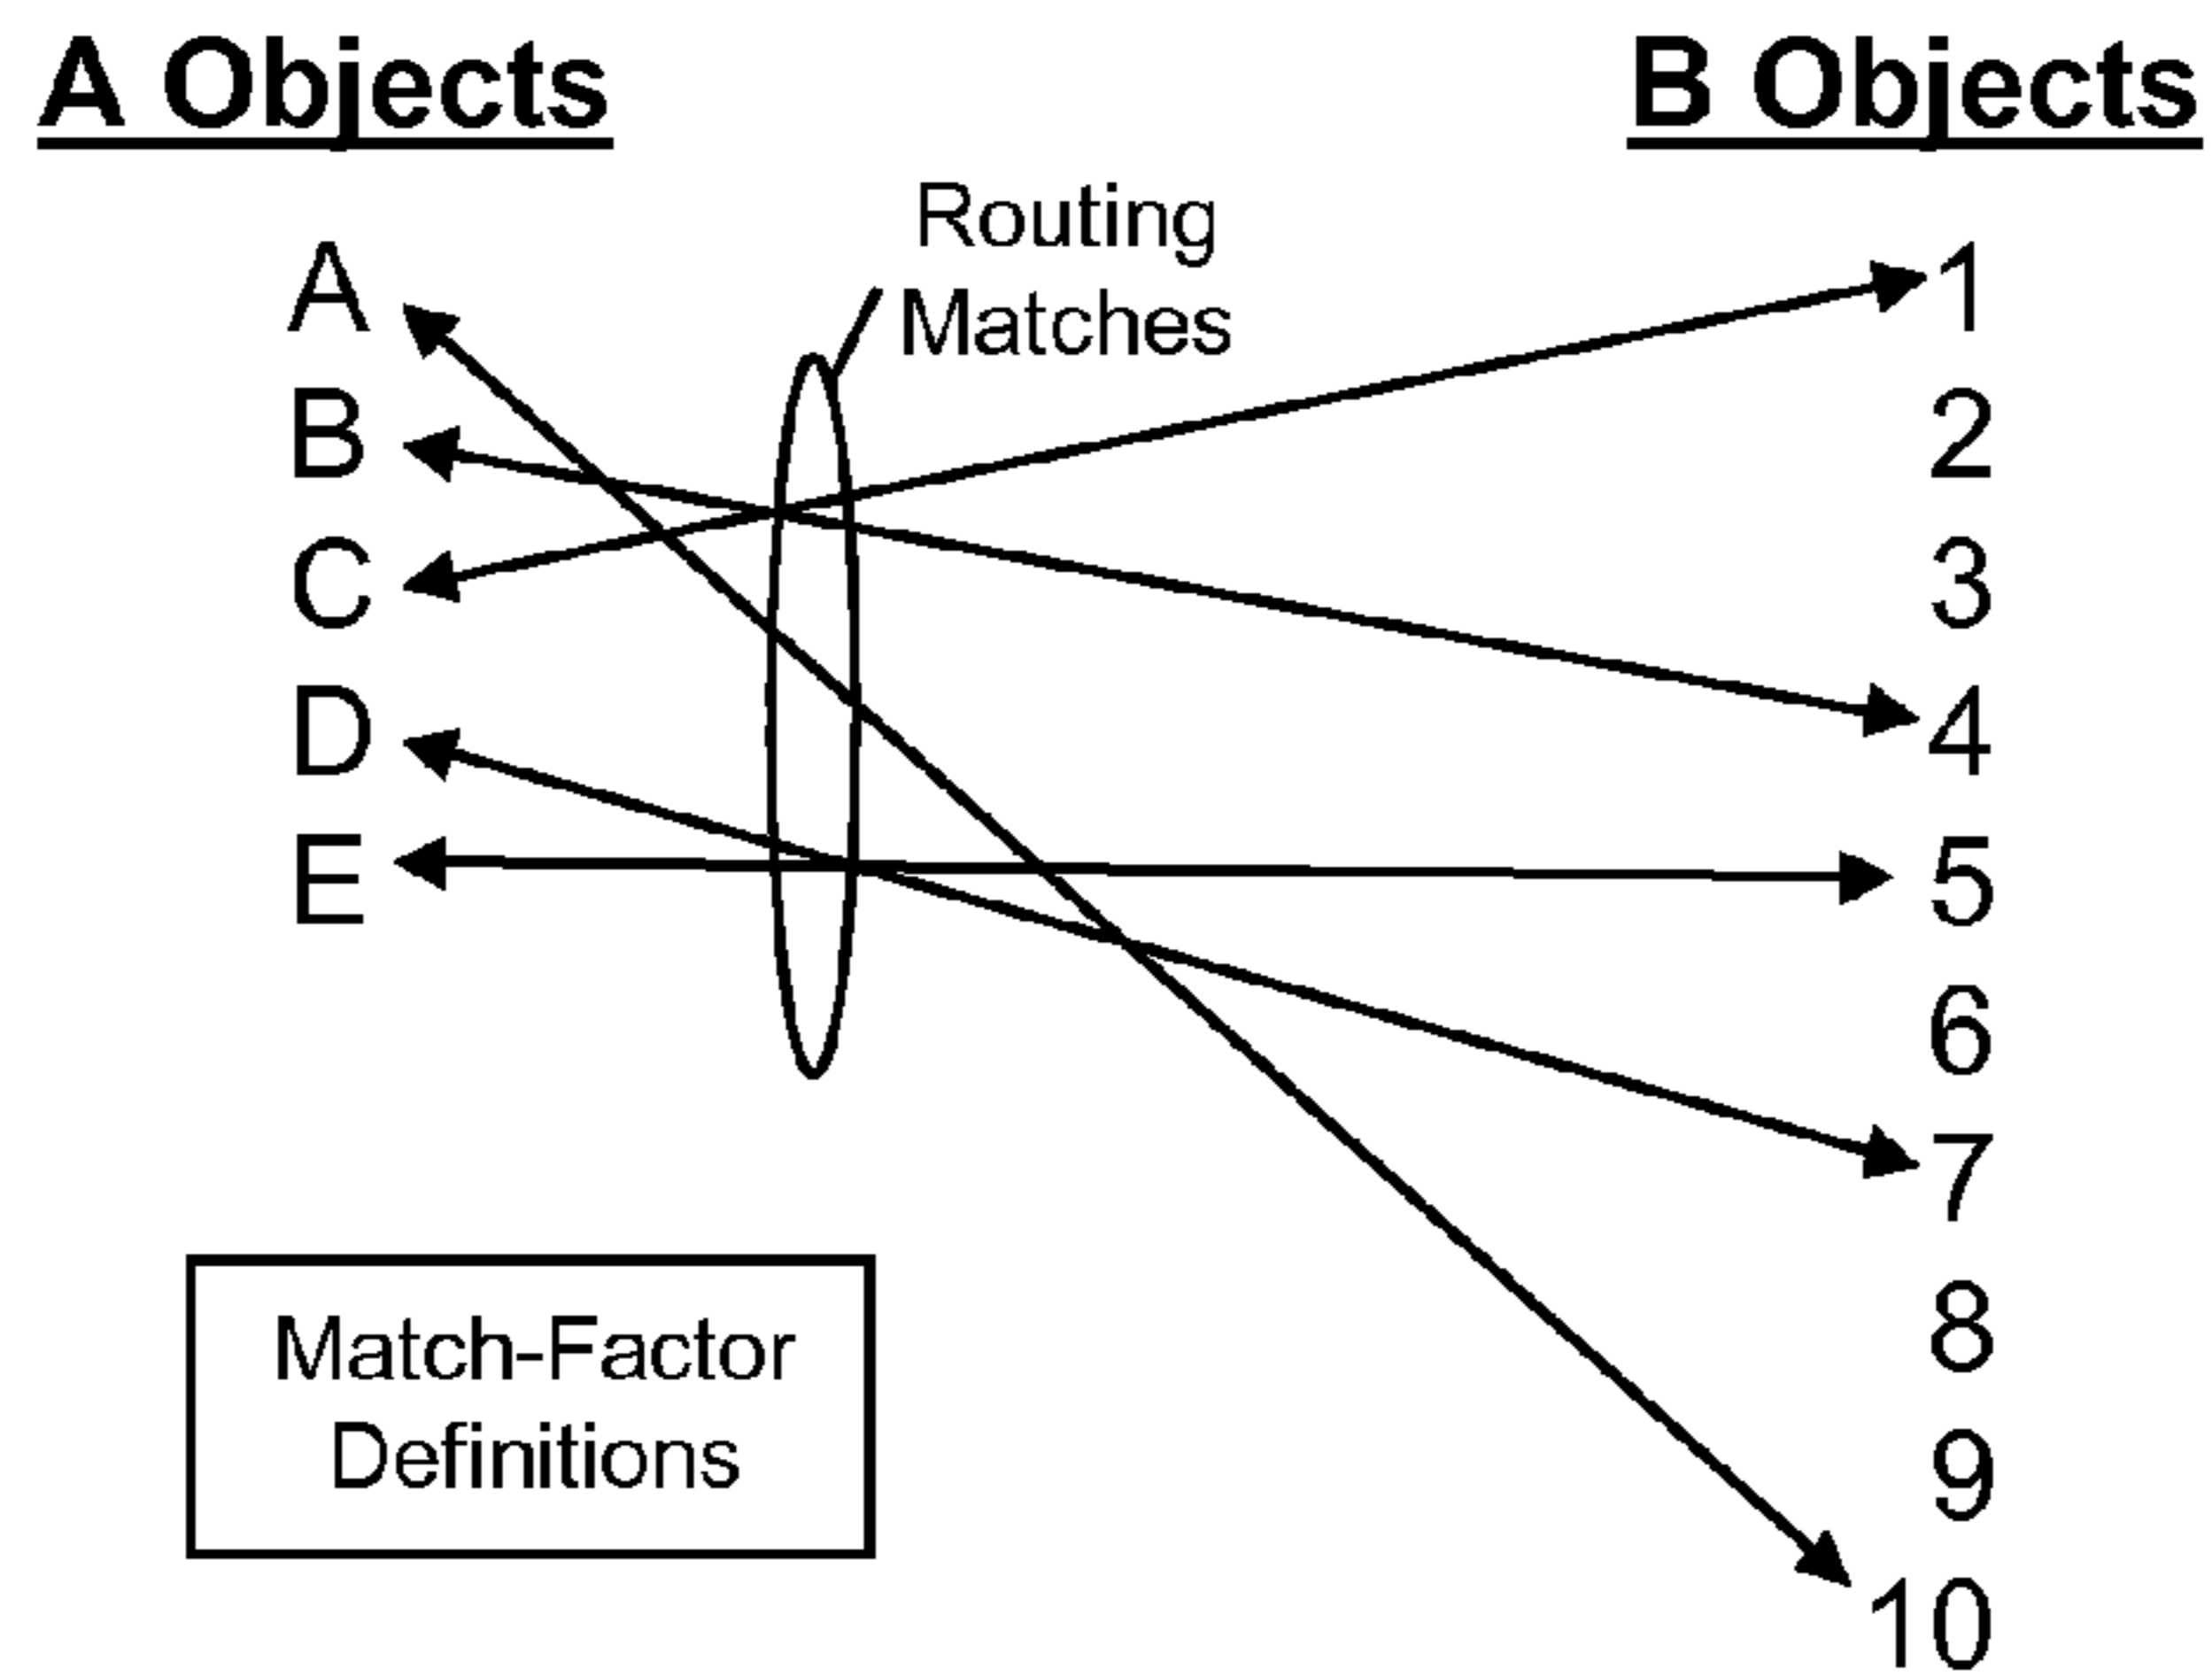 A Objects
B Objects
Routing
Matches
A
B
C
D
E
1
2
3
4
5
6
7
8
9
10
Match-Factor
Definitions